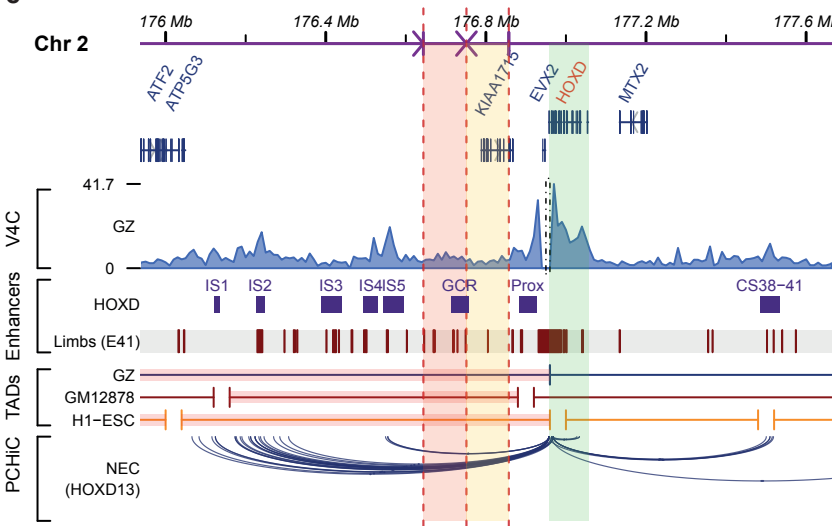 176 Mb 176.4 Mb 176.8 Mb 177.2 Mb 177.6 Mb
Chr 2
ATF2 ATP5G3 KIAA1715 EVX2 HOXD MTX2
41.7
V4C
GZ
0
IS1 IS2 IS3 IS4 IS5 GCR Prox CS38−41
Enhancers
HOXD
Limbs (E41)
TADs
GZ
GM12878
H1−ESC
PCHiC
NEC
(HOXD13)